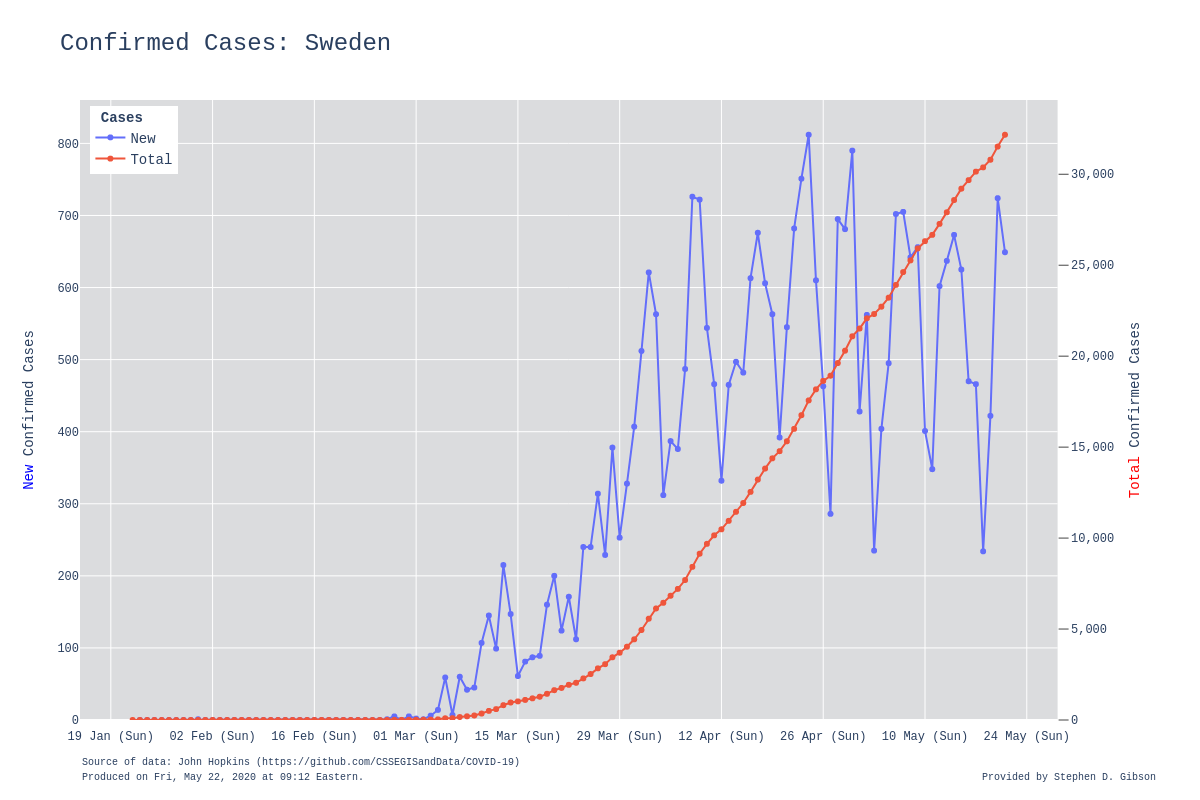 Confirmed Cases: Sweden
Cases
New
Total
800
700
600
500
400
300
200
100
0
New Confirmed Cases
30,000
25,000
20,000
15,000
10,000
5,000
0
Total Confirmed Cases
19 Jan (Sun) 02 Feb (Sun) 16 Feb (Sun) 01 Mar (Sun) 15 Mar (Sun) 29 Mar (Sun) 12 Apr (Sun) 26 Apr (Sun) 10 May (Sun) 24 May (Sun)
Source of data: John Hopkins (https://github.com/CSSEGISandData/COVID-19)
Produced on Fri, May 22, 2020 at 09:12 Eastern.
Provided by Stephen D. Gibson